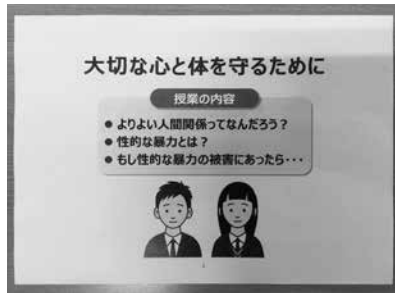 大切な心と体を守るために
授業の内容
● よりよい人間関係ってなんだろう？
● 性的な暴力とは？
● もし性的な暴力の被害にあったら・・・